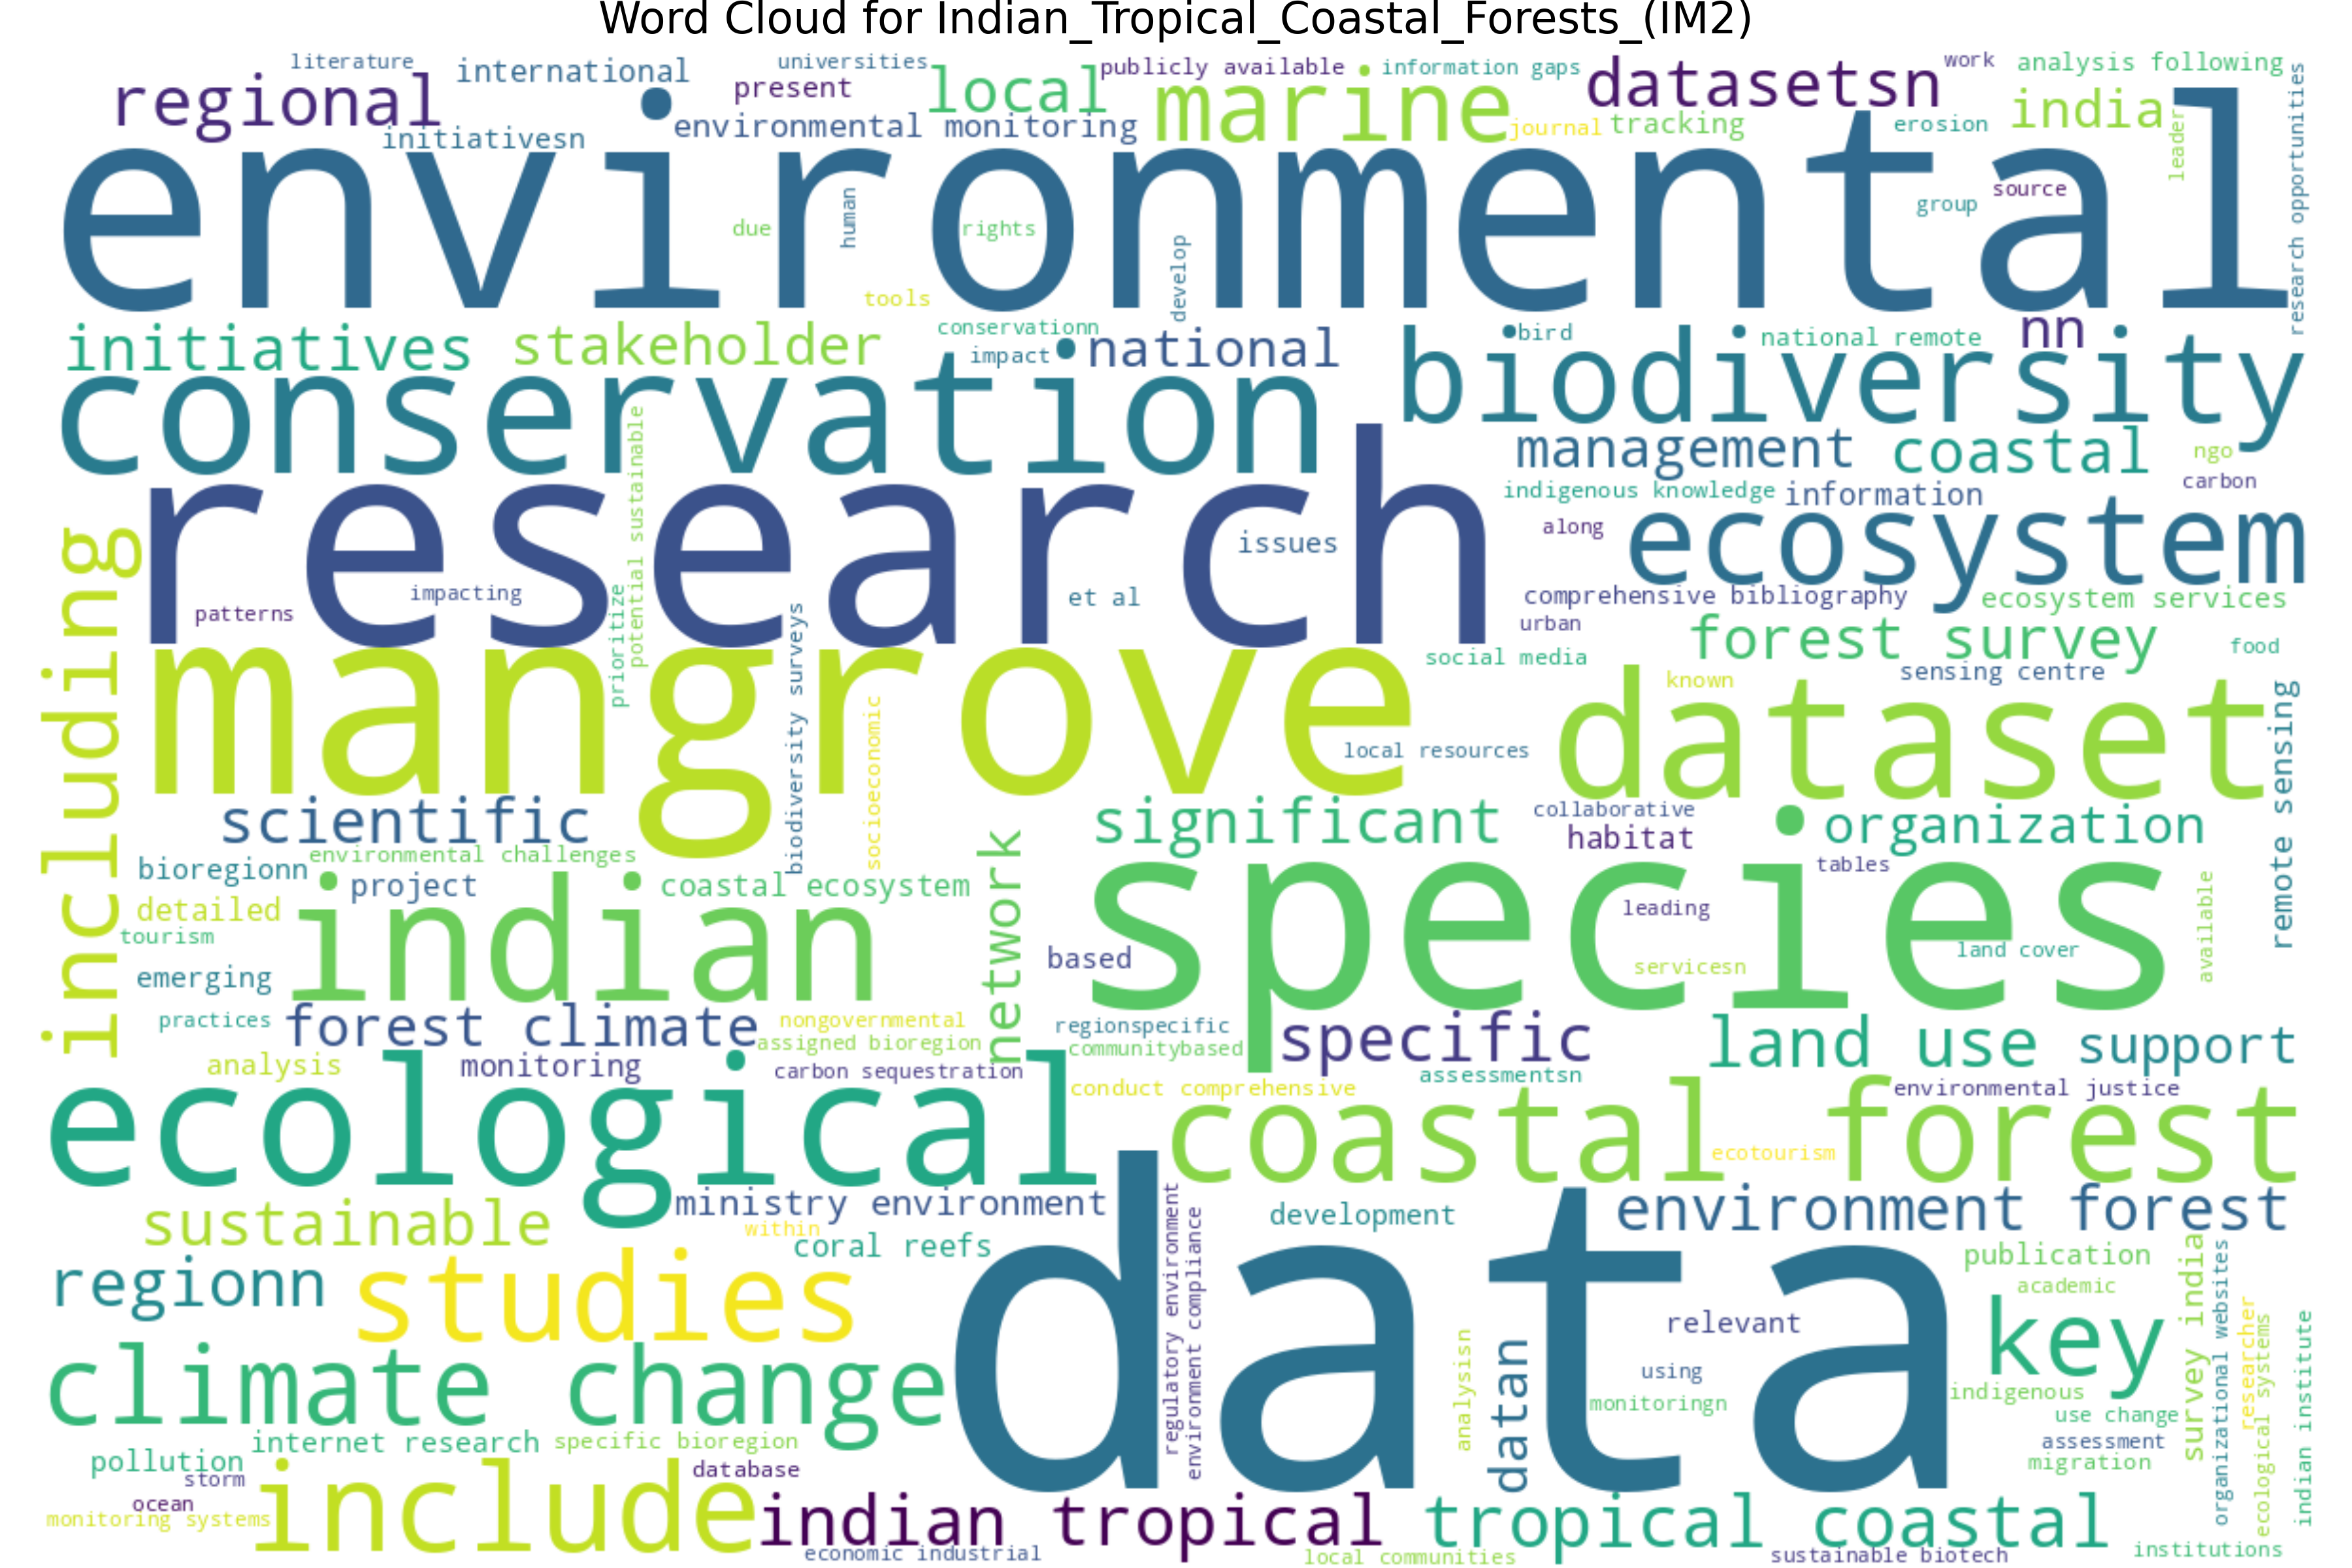 Word Cloud for Indian_Tropical_Coastal_Forests_(IM2)
literature
international
universities
publicly available
information gaps
work
analysis following
regional
present
local
marine
datasetsn
india
initiativesn
environmental monitoring
journal
tracking
erosion
leader
research opportunities
environmental
human
due
rights
source
group
develop
tools
initiatives
stakeholder
conservationn
impact
national
bird
national remote
nn
conservation
biodiversity
management
coastal
ngo
carbon
potential sustainable
indigenous knowledge
information
research
issues
along
ecosystem
including
impacting
patterns
et al
prioritize
comprehensive bibliography
urban
ecosystem services
biodiversity surveys
forest survey
food
mangrove
social media
known
sensing centre
dataset
remote sensing
socioeconomic
local resources
scientific
significant
collaborative
habitat
organization
bioregionn
environmental challenges
network
tables
project
coastal ecosystem
species
detailed
indian
leading
available
tourism
based
land cover
emerging
servicesn
practices
forest climate
nongovernmental
regionspecific
specific
land use
support
assigned bioregion
communitybased
analysis
monitoring
carbon sequestration
assessmentsn
conduct comprehensive
environmental justice
ecological
coastal forest
ecotourism
sustainable
ministry environment
development
environment forest
within
coral reefs
regulatory environment
environment compliance
data
publication
survey india
organizational websites
regionn
studies
academic
relevant
key
researcher
ecological systems
indian institute
climate change
analysisn
datan
using
monitoringn
indigenous
use change
internet research
specific bioregion
assessment
pollution
migration
storm
database
ocean
include
monitoring systems
indian tropical
tropical coastal
economic industrial
local communities
sustainable biotech
institutions